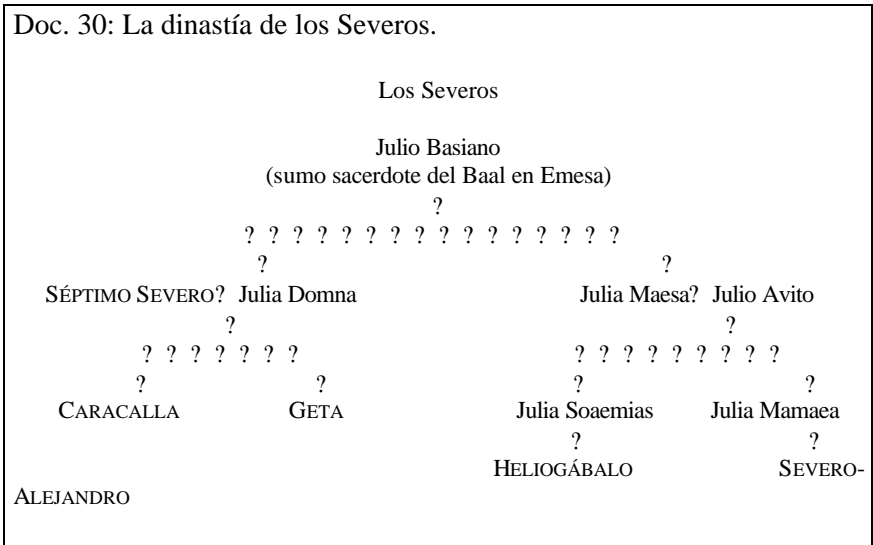 Doc. 30: La dinastía de los Severos.
Los Severos
Julio Basiano
(sumo sacerdote del Baal en Emesa)
?
? ? ? ? ? ? ? ? ? ? ? ? ? ? ? ?
? ?
SÉPTIMO SEVERO? Julia Domna Julia Maesa? Julio Avito
? ?
? ? ? ? ? ? ? ? ? ? ? ? ? ? ? ?
? ? ? ?
CARACALLA GETA Julia Soaemias Julia Mamaea
? ?
HELIOGÁBALO SEVERO-
ALEJANDRO